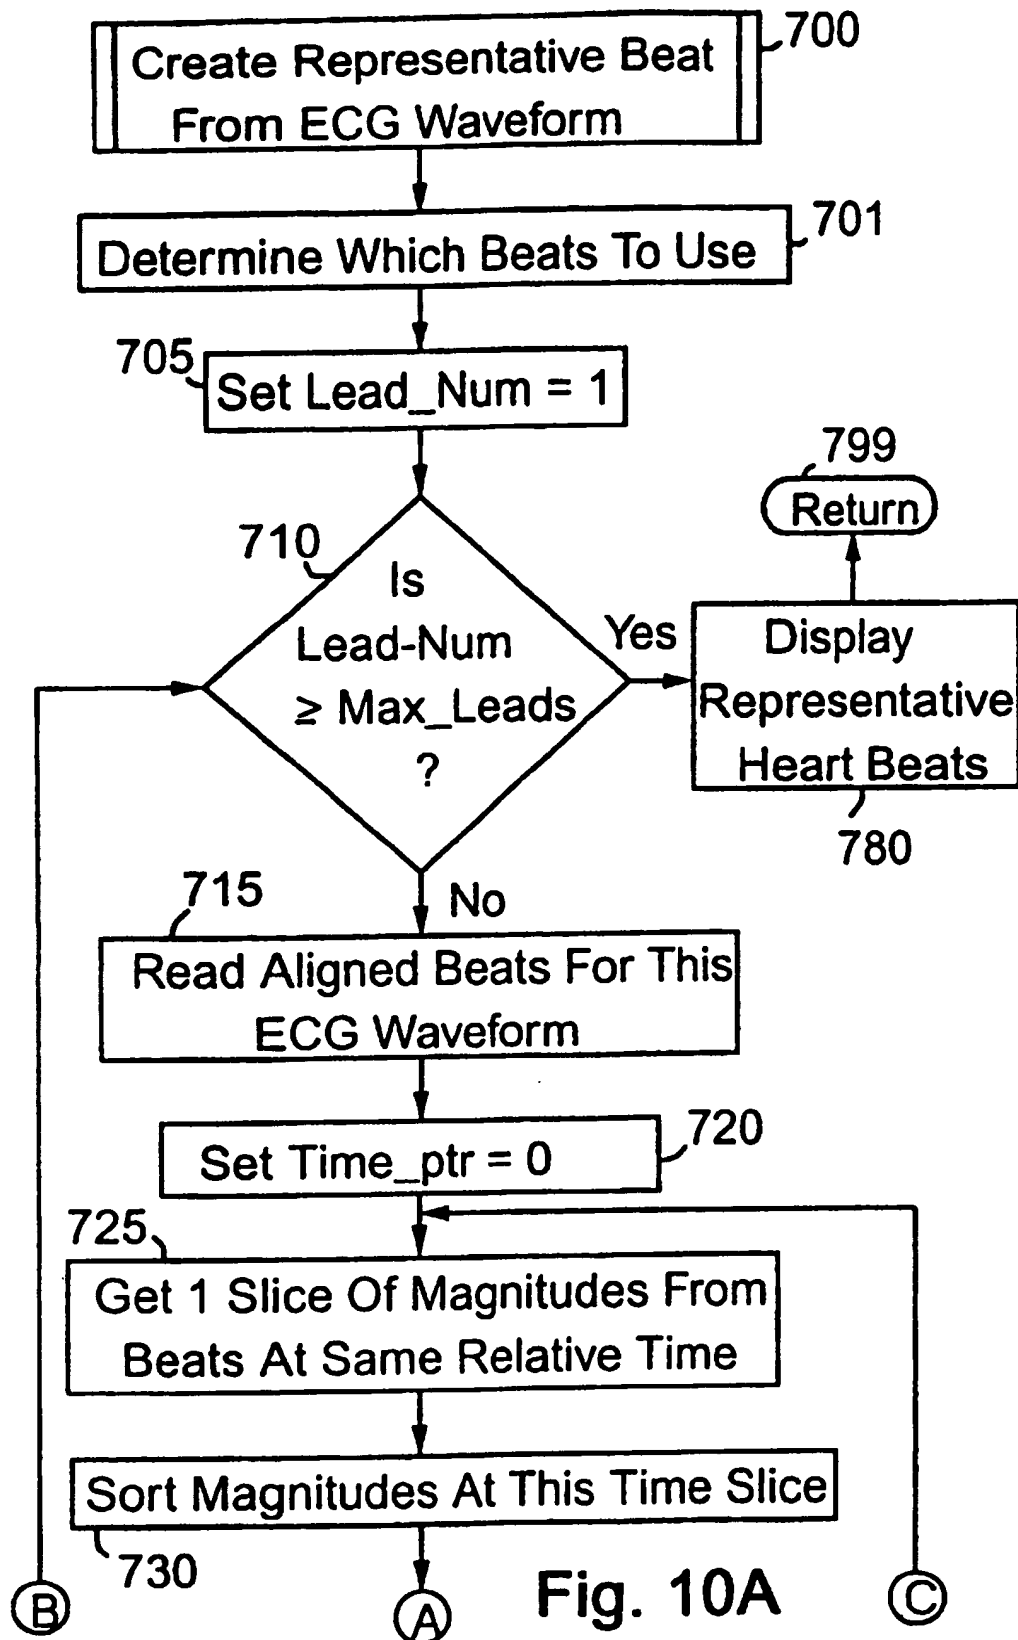 Create Representative Beat
From ECG Waveform
700
Determine Which Beats To Use
701
705
Set Lead_Num = 1
799
Return
710
Is
Lead-Num
≥ Max_Leads
?
Yes
Display
Representative
Heart Beats
780
No
715
Read Aligned Beats For This
ECG Waveform
720
Set Time_ptr = 0
725
Get 1 Slice Of Magnitudes From
Beats At Same Relative Time
Sort Magnitudes At This Time Slice
730
B
A
Fig. 10A
C